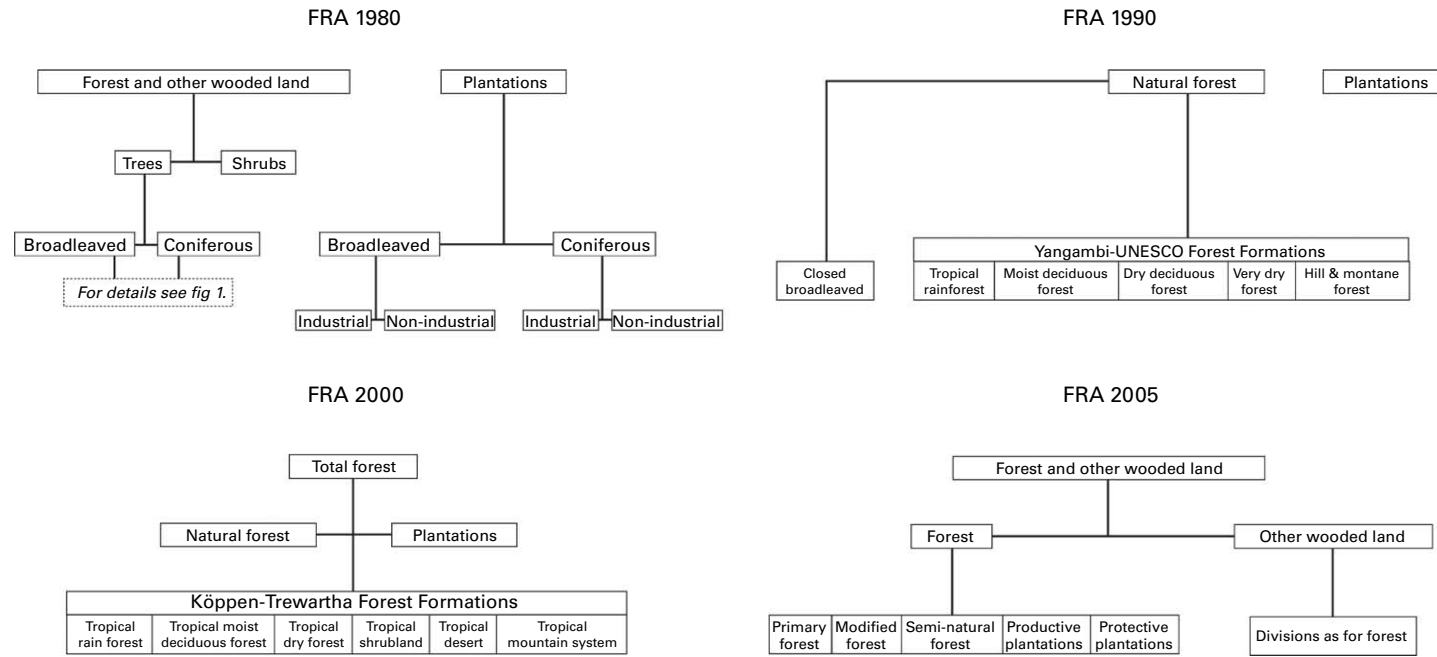 FRA 1980
Forest and other wooded land
Plantations
Trees
Shrubs
Broadleaved
Coniferous
For details see fig 1.
Broadleaved
Coniferous
Industrial
Non-industrial
Industrial
Non-industrial
FRA 1990
Natural forest
Plantations
Closed
broadleaved
Yangambi-UNESCO Forest Formations
Tropical
rainforest
Moist deciduous
forest
Dry deciduous
forest
Very dry
forest
Hill & montane
forest
FRA 2000
Total forest
Natural forest
Plantations
Köppen-Trewartha Forest Formations
Tropical
rain forest
Tropical moist
deciduous forest
Tropical
dry forest
Tropical
shrubland
Tropical
desert
Tropical
mountain system
FRA 2005
Forest and other wooded land
Forest
Other wooded land
Primary
forest
Modified
forest
Semi-natural
forest
Productive
plantations
Protective
plantations
Divisions as for forest